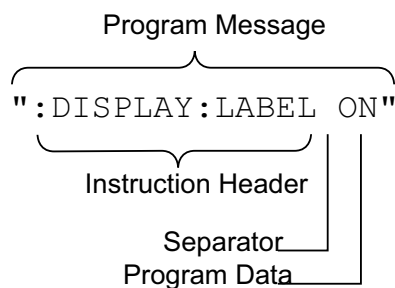 Program Message
":DISPLAY:LABEL ON"
Instruction Header
Separator
Program Data